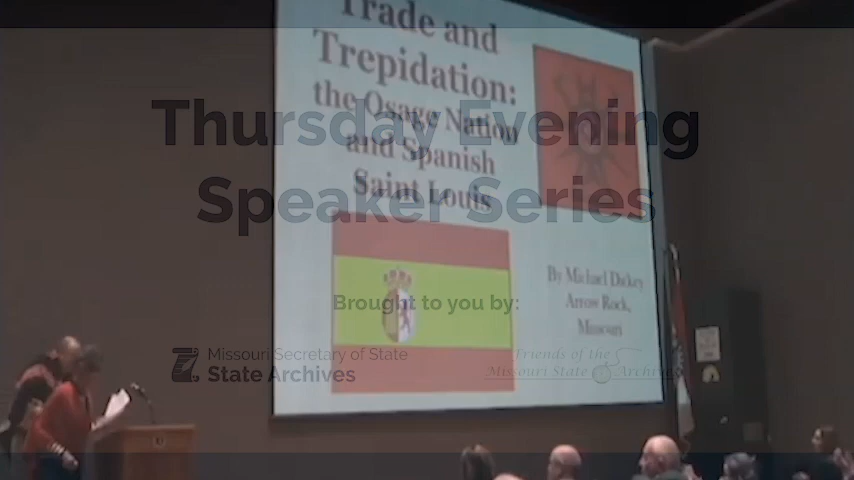 Trade and
Trepidation:
the Osage Nation
and Spanish
Saint Louis
By Michael Dickey
Arrow Rock,
Missouri
Thursday Evening
Speaker Series
Brought to you by:
Missouri Secretary of State
State Archives
Friends of the
Missouri State Archives